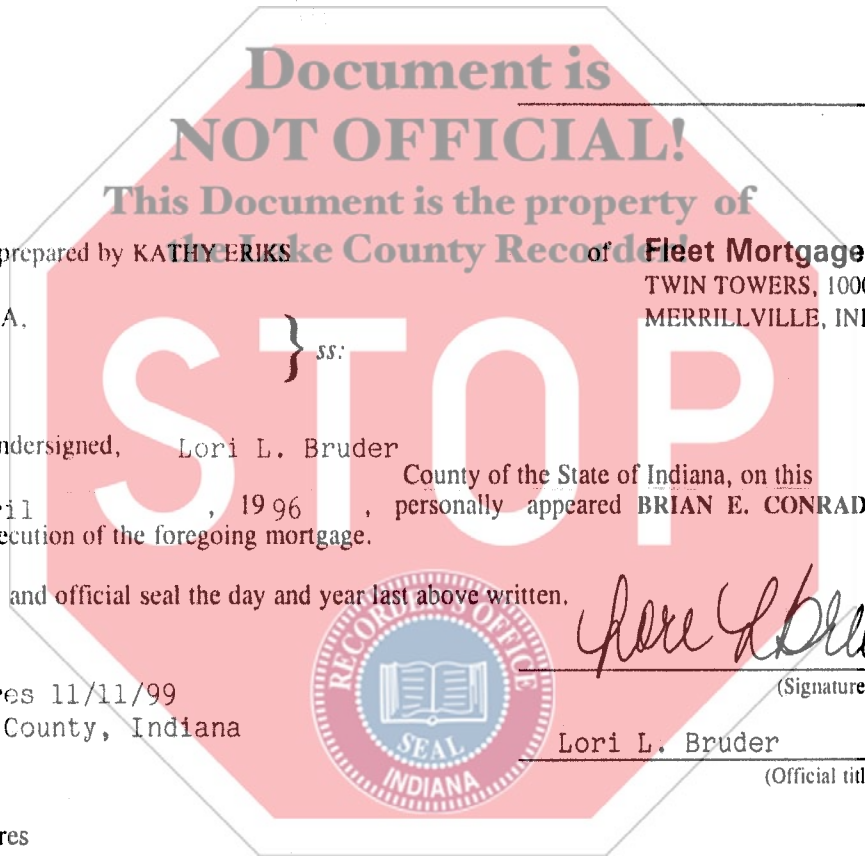 Document is
NOT OFFICIAL!
This Document is the property of
the Lake County Recorder!
prepared by KATHY ERIKS of Fleet Mortgage
TWIN TOWERS, 1000
A, MERRILLVILLE, IN
} ss:
STOP
ndersigned, Lori L. Bruder
County of the State of Indiana, on this
il , 19 96 , personally appeared BRIAN E. CONRAD
ecution of the foregoing mortgage.
and official seal the day and year last above written.
RECORDER'S OFFICE
SEAL
INDIANA
es 11/11/99
(Signature
County, Indiana
Lori L. Bruder
(Official titl
res